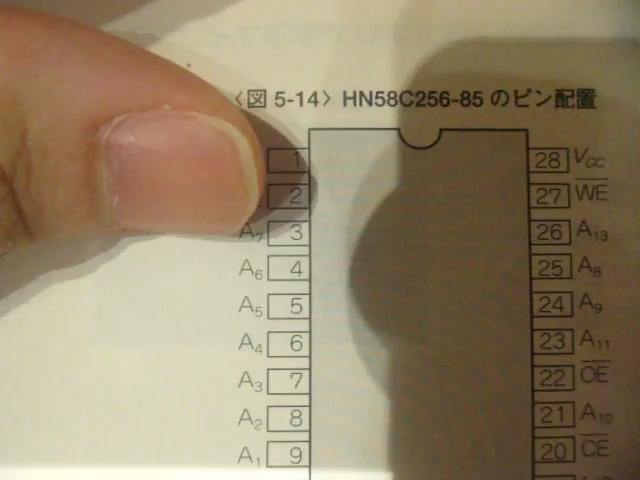 〈図 5-14〉 HN58C256-85 のピン配置
1 28 VCC
2 27 WE
A7 3 26 A13
A6 4 25 A8
A5 5 24 A9
A4 6 23 A11
A3 7 22 OE
A2 8 21 A10
A1 9 20 CE